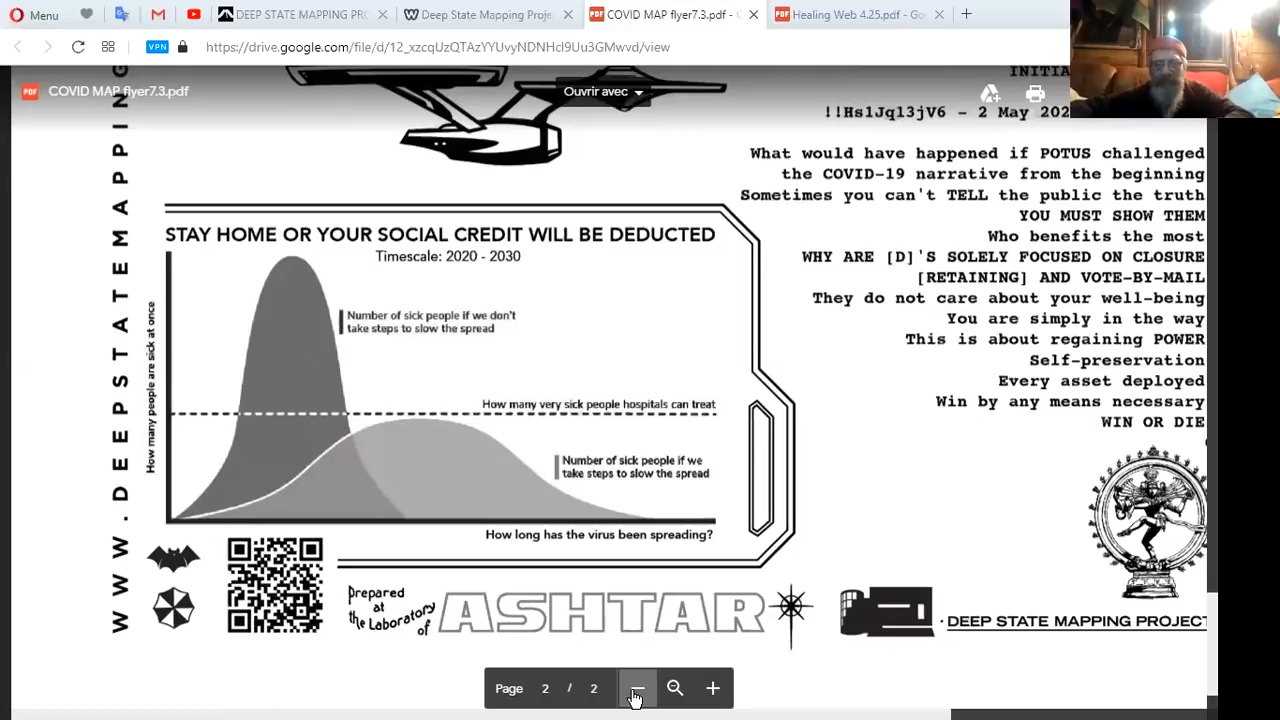 Menu
DEEP STATE MAPPING PR
Deep State Mapping Proje
COVID MAP flyer7.3.pdf -
Healing Web 4.25.pdf - Go
VPN
https://drive.google.com/file/d/12_xzcqUzQTAzYYUvyNDNHcI9Uu3GMwvd/view
COVID MAP flyer7.3.pdf
Ouvrir avec
INITIA
!!Hs1Jq13jV6 - 2 May 202
What would have happened if POTUS challenged
the COVID-19 narrative from the beginning
Sometimes you can't TELL the public the truth
YOU MUST SHOW THEM
Who benefits the most
WHY ARE [D]'S SOLELY FOCUSED ON CLOSURE
[RETAINING] AND VOTE-BY-MAIL
They do not care about your well-being
You are simply in the way
This is about regaining POWER
Self-preservation
Every asset deployed
Win by any means necessary
WIN OR DIE
WWW.DEEPSTATEMAPPING
STAY HOME OR YOUR SOCIAL CREDIT WILL BE DEDUCTED
Timescale: 2020 - 2030
How many people are sick at once
Number of sick people if we don't
take steps to slow the spread
How many very sick people hospitals can treat
Number of sick people if we
take steps to slow the spread
How long has the virus been spreading?
Prepared
at
the Laboratory
of
ASHTAR
DEEP STATE MAPPING PROJECT
Page 2 / 2